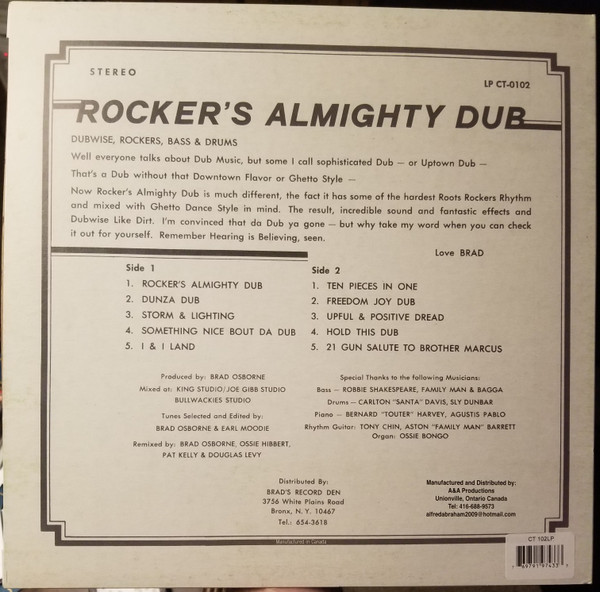 STEREO
LP CT-0102
ROCKER'S ALMIGHTY DUB
DUBWISE, ROCKERS, BASS & DRUMS
Well everyone talks about Dub Music, but some I call sophisticated Dub — or Uptown Dub —
That's a Dub without that Downtown Flavor or Ghetto Style —
Now Rocker's Almighty Dub is much different, the fact it has some of the hardest Roots Rockers Rhythm
and mixed with Ghetto Dance Style in mind. The result, incredible sound and fantastic effects and
Dubwise Like Dirt. I'm convinced that da Dub ya gone — but why take my word when you can check
it out for yourself. Remember Hearing is Believing, seen.
Love BRAD
Side 1
1. ROCKER'S ALMIGHTY DUB
2. DUNZA DUB
3. STORM & LIGHTING
4. SOMETHING NICE BOUT DA DUB
5. I & I LAND
Side 2
1. TEN PIECES IN ONE
2. FREEDOM JOY DUB
3. UPFUL & POSITIVE DREAD
4. HOLD THIS DUB
5. 21 GUN SALUTE TO BROTHER MARCUS
Produced by: BRAD OSBORNE
Mixed at: KING STUDIO/JOE GIBB STUDIO
BULLWACKIES STUDIO
Tunes Selected and Edited by:
BRAD OSBORNE & EARL MOODIE
Remixed by: BRAD OSBORNE, OSSIE HIBBERT,
PAT KELLY & DOUGLAS LEVY
Special Thanks to the following Musicians:
Bass — ROBBIE SHAKESPEARE, FAMILY MAN & BAGGA
Drums — CARLTON "SANTA" DAVIS, SLY DUNBAR
Piano — BERNARD "TOUTER" HARVEY, AGUSTIS PABLO
Rhythm Guitar: TONY CHIN, ASTON "FAMILY MAN" BARRETT
Organ: OSSIE BONGO
Distributed By:
BRAD'S RECORD DEN
3756 White Plains Road
Bronx, N.Y. 10467
Tel.: 654-3618
Manufactured and Distributed by:
A&A Productions
Unionville, Ontario Canada
Tel: 416-688-9573
alfredabraham2009@hotmail.com
Manufactured in Canada
CT 102LP